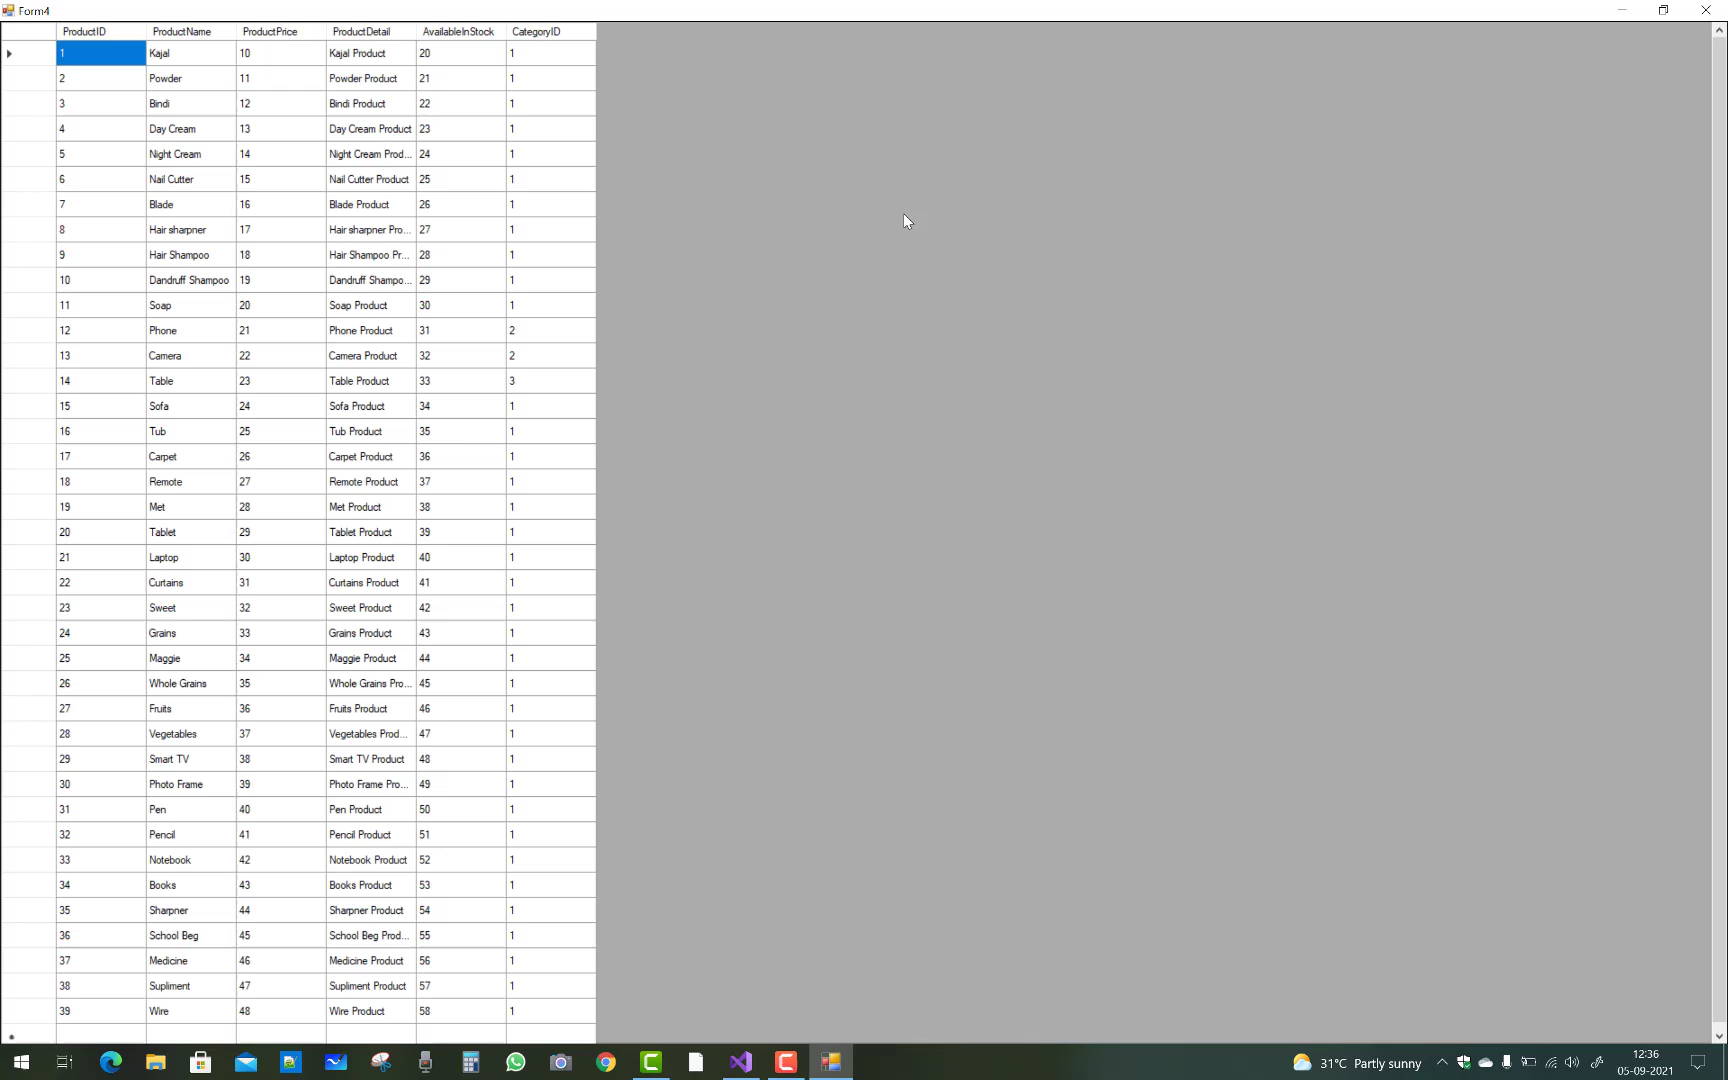 Form4
ProductID ProductName ProductPrice ProductDetail AvailableInStock CategoryID
1 Kajal 10 Kajal Product 20 1
2 Powder 11 Powder Product 21 1
3 Bindi 12 Bindi Product 22 1
4 Day Cream 13 Day Cream Product 23 1
5 Night Cream 14 Night Cream Prod... 24 1
6 Nail Cutter 15 Nail Cutter Product 25 1
7 Blade 16 Blade Product 26 1
8 Hair sharpner 17 Hair sharpner Pro... 27 1
9 Hair Shampoo 18 Hair Shampoo Pr... 28 1
10 Dandruff Shampoo 19 Dandruff Shampo... 29 1
11 Soap 20 Soap Product 30 1
12 Phone 21 Phone Product 31 2
13 Camera 22 Camera Product 32 2
14 Table 23 Table Product 33 3
15 Sofa 24 Sofa Product 34 1
16 Tub 25 Tub Product 35 1
17 Carpet 26 Carpet Product 36 1
18 Remote 27 Remote Product 37 1
19 Met 28 Met Product 38 1
20 Tablet 29 Tablet Product 39 1
21 Laptop 30 Laptop Product 40 1
22 Curtains 31 Curtains Product 41 1
23 Sweet 32 Sweet Product 42 1
24 Grains 33 Grains Product 43 1
25 Maggie 34 Maggie Product 44 1
26 Whole Grains 35 Whole Grains Pro... 45 1
27 Fruits 36 Fruits Product 46 1
28 Vegetables 37 Vegetables Prod... 47 1
29 Smart TV 38 Smart TV Product 48 1
30 Photo Frame 39 Photo Frame Pro... 49 1
31 Pen 40 Pen Product 50 1
32 Pencil 41 Pencil Product 51 1
33 Notebook 42 Notebook Product 52 1
34 Books 43 Books Product 53 1
35 Sharpner 44 Sharpner Product 54 1
36 School Beg 45 School Beg Prod... 55 1
37 Medicine 46 Medicine Product 56 1
38 Supliment 47 Supliment Product 57 1
39 Wire 48 Wire Product 58 1
31°C Partly sunny
12:36
05-09-2021